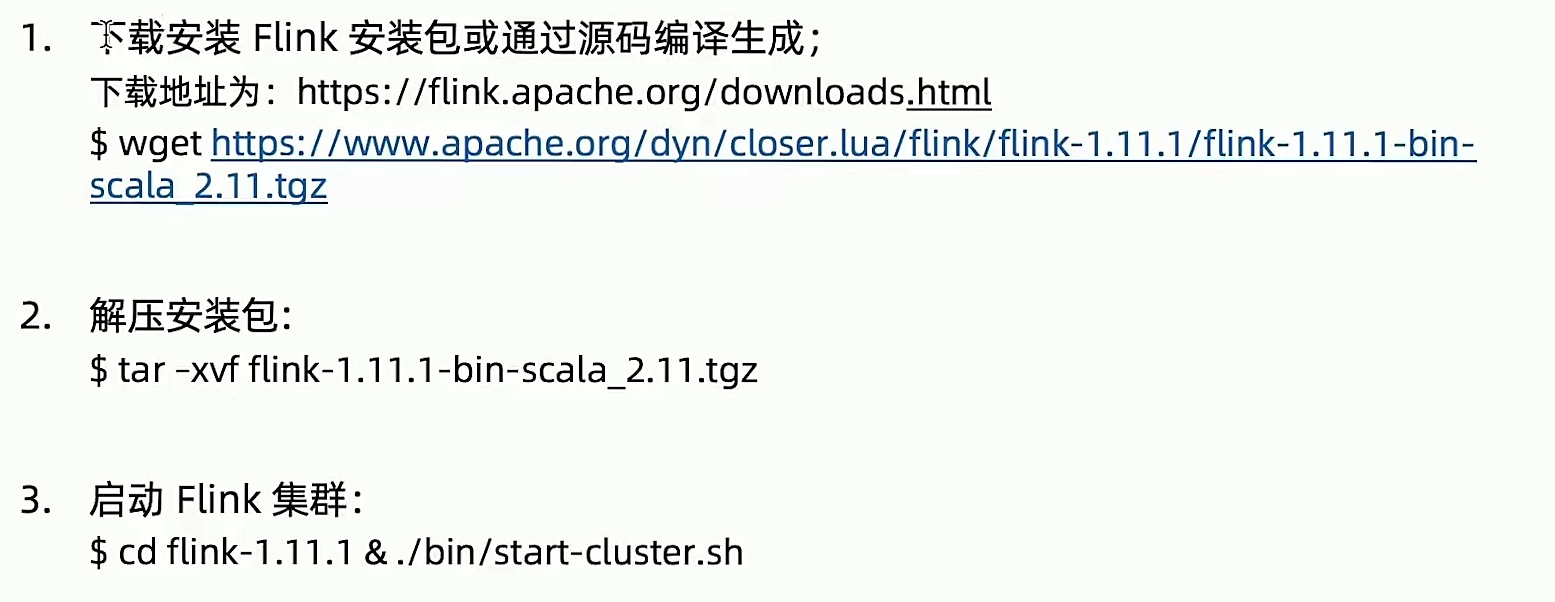 1. 下载安装 Flink 安装包或通过源码编译生成；
下载地址为：https://flink.apache.org/downloads.html
$ wget https://www.apache.org/dyn/closer.lua/flink/flink-1.11.1/flink-1.11.1-bin-
scala_2.11.tgz
2. 解压安装包：
$ tar –xvf flink-1.11.1-bin-scala_2.11.tgz
3. 启动 Flink 集群：
$ cd flink-1.11.1 & ./bin/start-cluster.sh